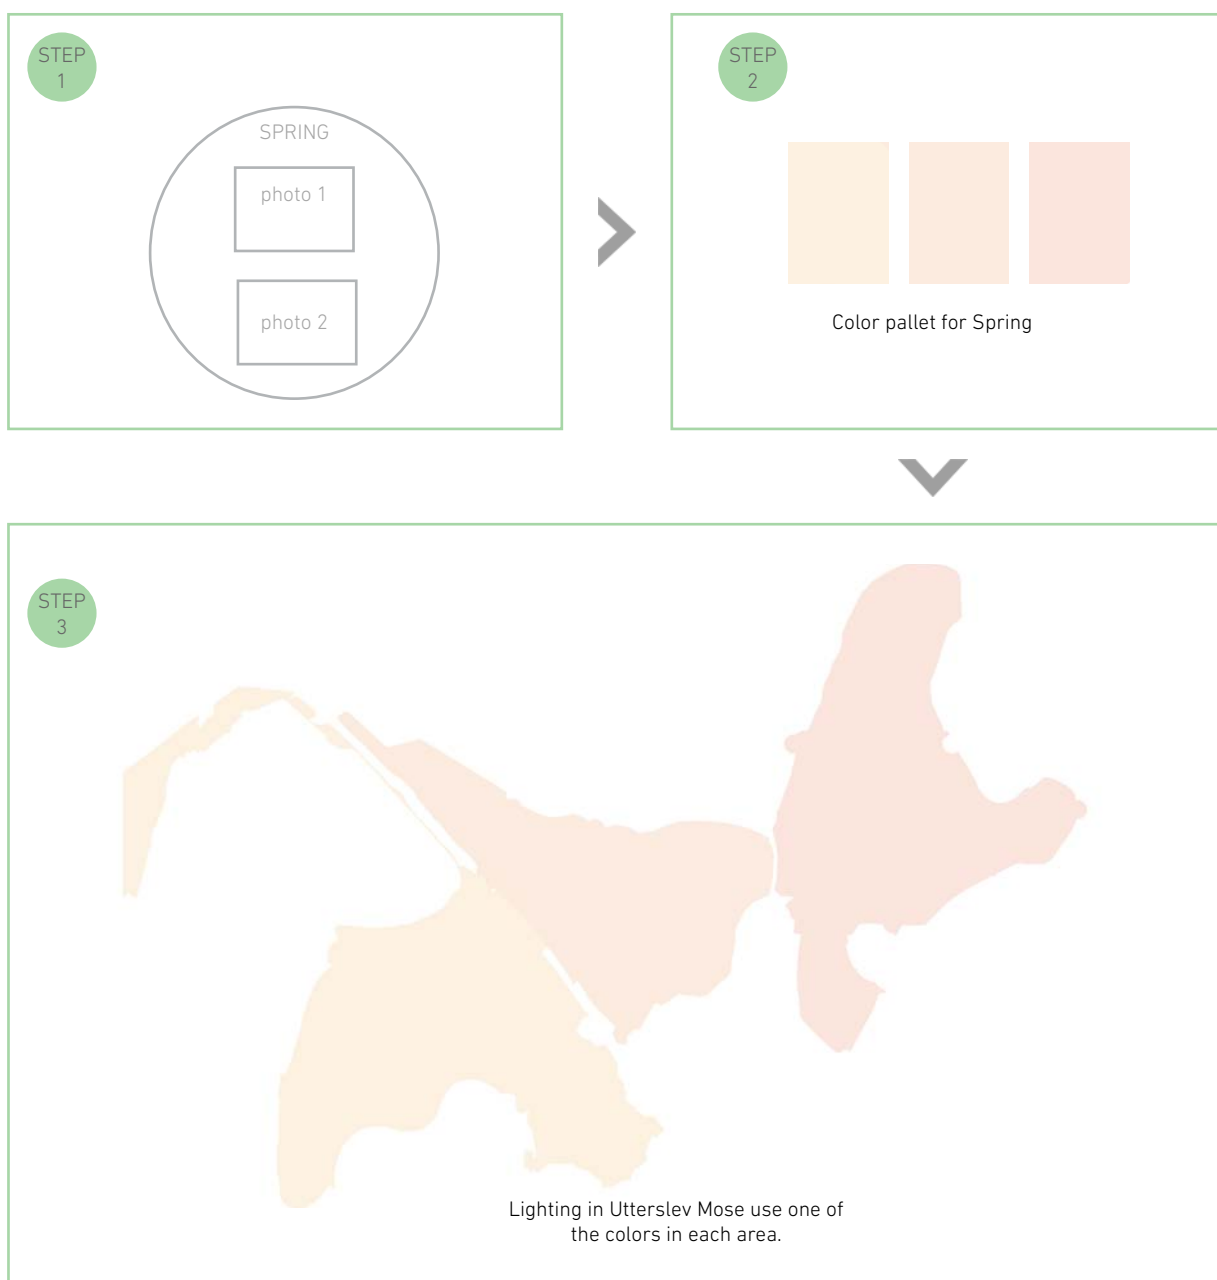 STEP
1
SPRING
photo 1
photo 2
STEP
2
Color pallet for Spring
STEP
3
Lighting in Utterslev Mose use one of
the colors in each area.